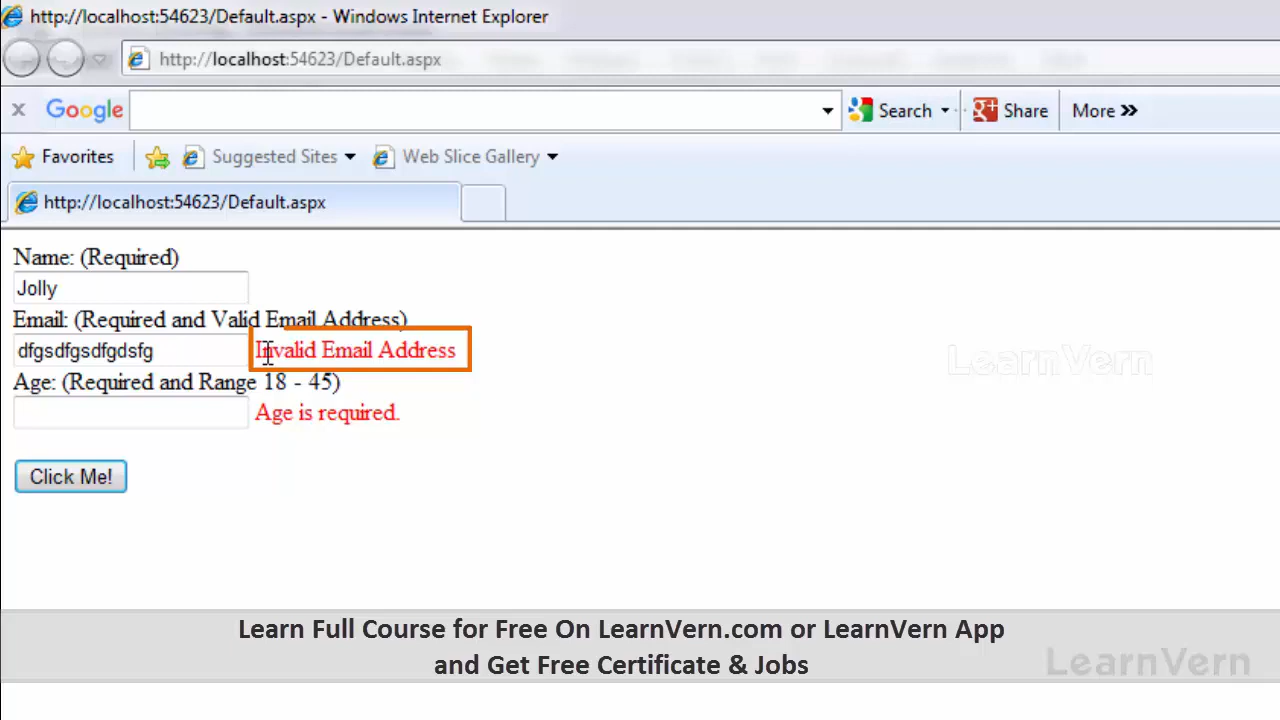 http://localhost:54623/Default.aspx - Windows Internet Explorer
http://localhost:54623/Default.aspx
X Google Search Share More »
Favorites Suggested Sites Web Slice Gallery
http://localhost:54623/Default.aspx
Name: (Required)
Jolly
Email: (Required and Valid Email Address)
dfgsdfgsdfgdsfg Invalid Email Address
LearnVern
Age: (Required and Range 18 - 45)
Age is required.
Click Me!
Learn Full Course for Free On LearnVern.com or LearnVern App
and Get Free Certificate & Jobs
LearnVern